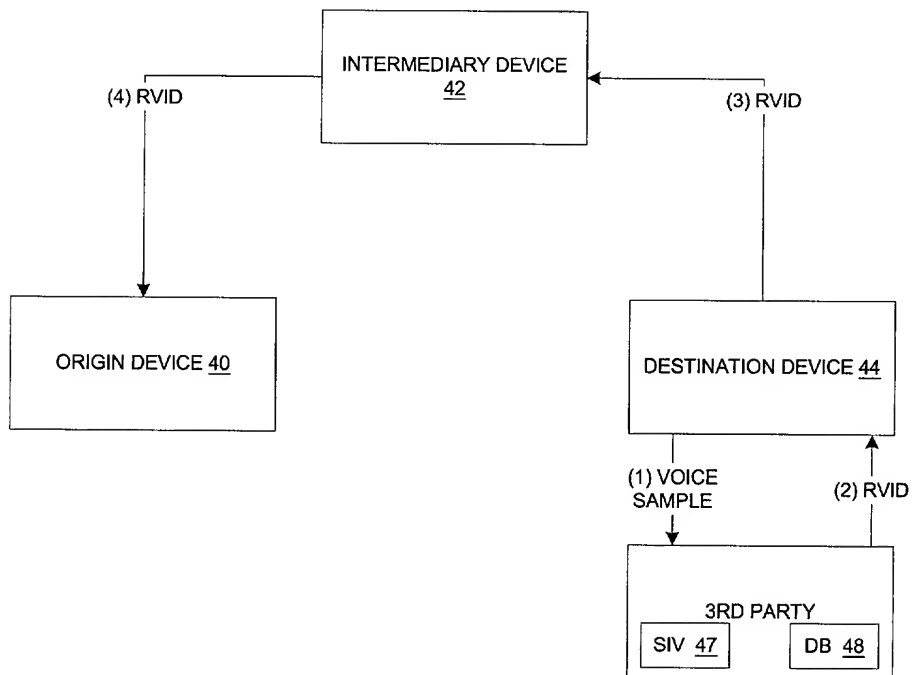 INTERMEDIARY DEVICE
42
(4) RVID
(3) RVID
ORIGIN DEVICE 40
DESTINATION DEVICE 44
(1) VOICE
SAMPLE
(2) RVID
3RD PARTY
SIV 47
DB 48